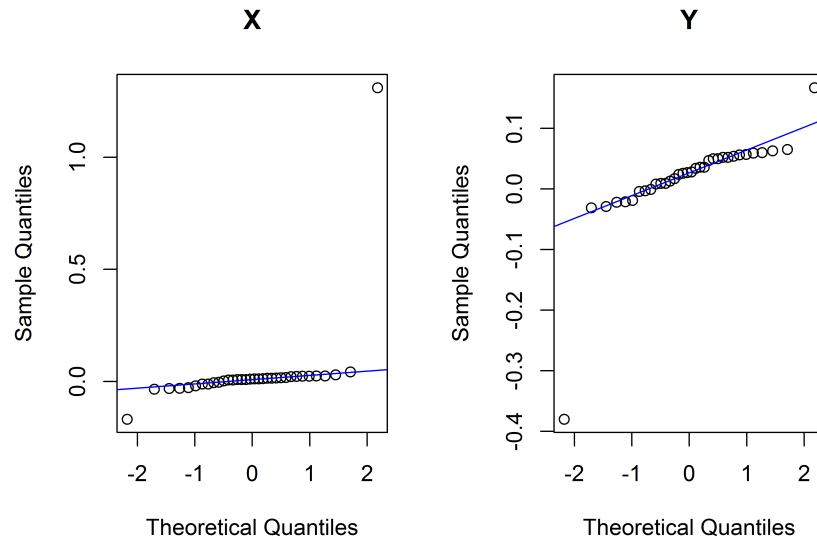 X
Sample Quantiles
1.0
0.5
0.0
-2 -1 0 1 2
Theoretical Quantiles
Y
Sample Quantiles
0.1
0.0
-0.1
-0.2
-0.3
-0.4
-2 -1 0 1 2
Theoretical Quantiles